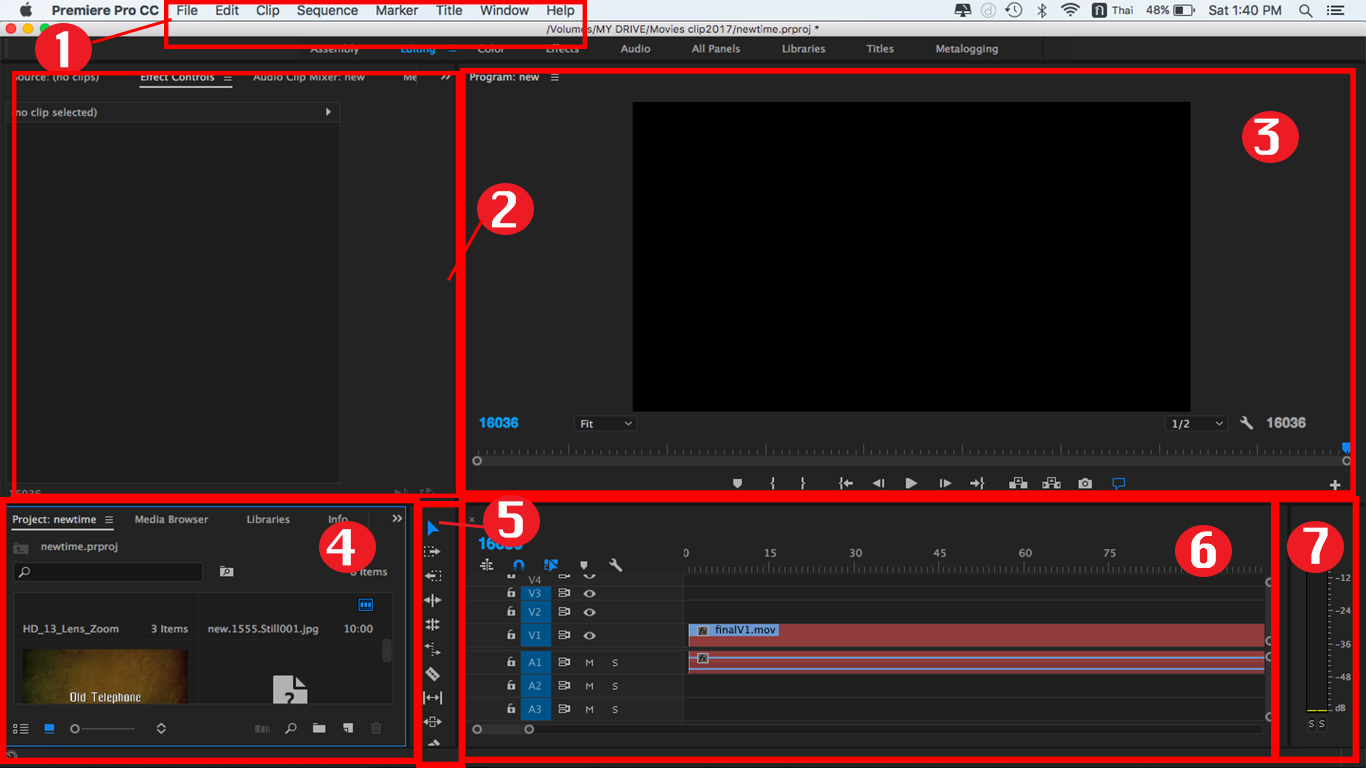 Premiere Pro CC File Edit Clip Sequence Marker Title Window Help Thai 48% Sat 1:40 PM
/Volumes/MY DRIVE/Movies clip2017/newtime.prproj *
1
Assembly Editing Color Effects Audio All Panels Libraries Titles Metalogging
Source: (no clips) Effect Controls Audio Clip Mixer: new Me
(no clip selected)
2
Program: new
3
16036 Fit 1/2 16036
16036
Project: newtime Media Browser Libraries Info
newtime.prproj
4
8 Items
HD_13_Lens_Zoom 3 Items new.1555.Still001.jpg 10:00
Old Telephone
?
5
16036
6
0 15 30 45 60 75
V4
V3
V2
V1 fx finalV1.mov
A1 M S fx
A2 M S
A3 M S
7
-12
-24
-36
-48
dB
S S